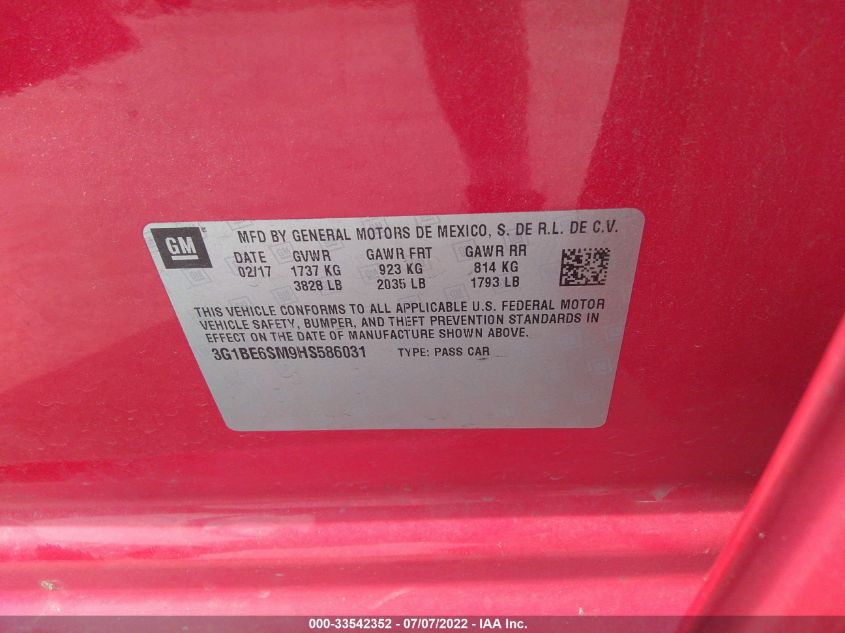 GM
MFD BY GENERAL MOTORS DE MEXICO, S. DE R.L. DE C.V.
DATE GVWR GAWR FRT GAWR RR
02/17 1737 KG 923 KG 814 KG
3828 LB 2035 LB 1793 LB
THIS VEHICLE CONFORMS TO ALL APPLICABLE U.S. FEDERAL MOTOR
VEHICLE SAFETY, BUMPER, AND THEFT PREVENTION STANDARDS IN
EFFECT ON THE DATE OF MANUFACTURE SHOWN ABOVE.
3G1BE6SM9HS586031 TYPE: PASS CAR
000-33542352 / 07/07/2022 - IAA Inc.